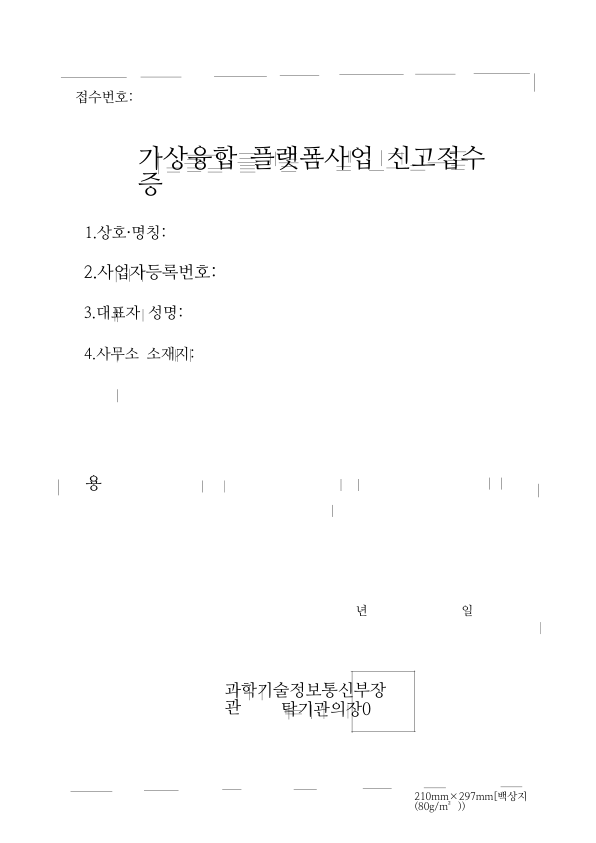 접수번호:
가상융합 플랫폼사업 신고접수
증
1.상호·명칭:
2.사업자등록번호:
3.대표자 성명:
4.사무소 소재지:
용
년 일
과학기술정보통신부장
관 탁기관의장0
210mm×297mm[백상지
(80g/m² ))